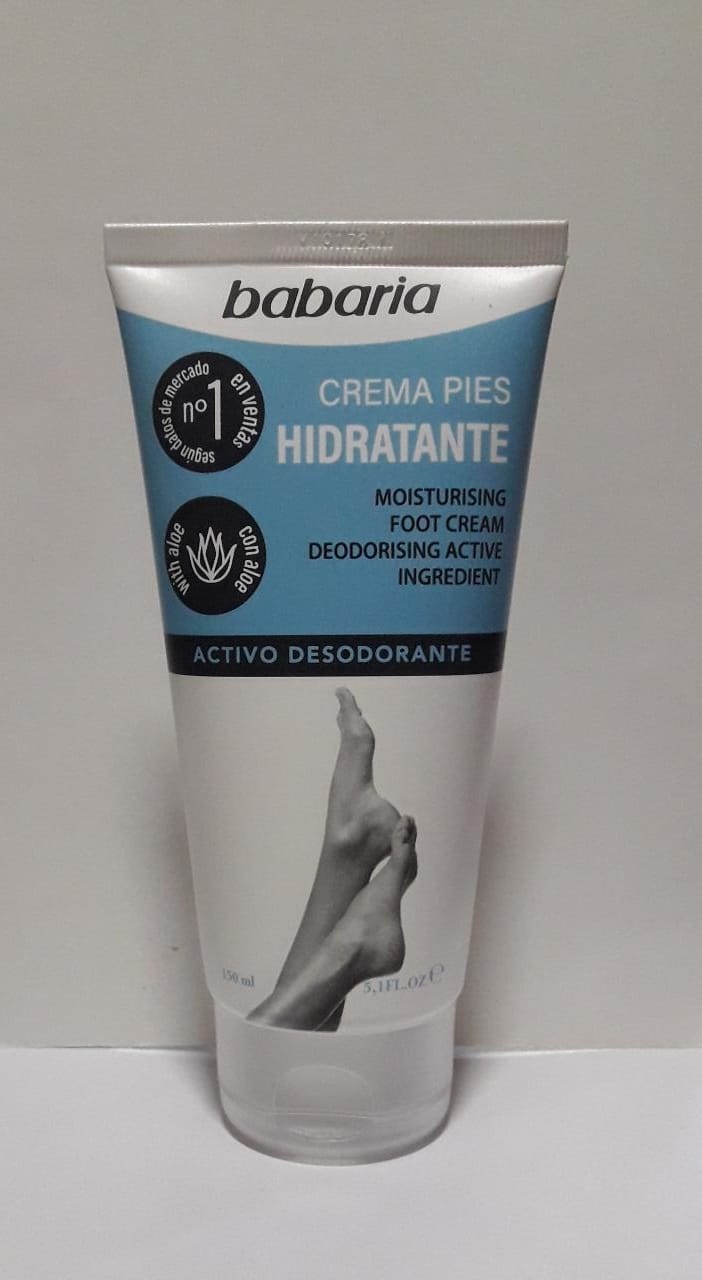 babaria
nº1
en ventas
según datos de mercado
CREMA PIES
HIDRATANTE
MOISTURISING
FOOT CREAM
DEODORISING ACTIVE
INGREDIENT
with aloe
con aloe
ACTIVO DESODORANTE
150 ml
5,1FL.OZ ℮